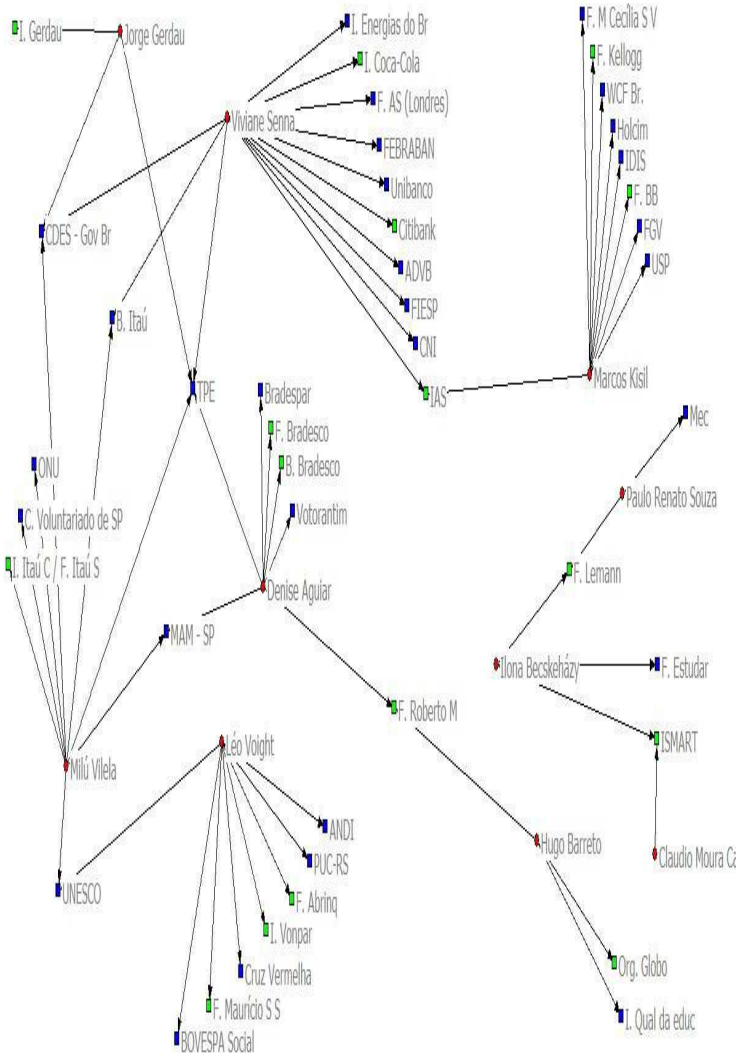 F. M Cecília S V
I. Energias do Br
I. Gerdau
Jorge Gerdau
F. Kellogg
I. Coca-Cola
WCF Br.
F. AS (Londres)
Viviane Senna
Holcim
FEBRABAN
IDIS
Unibanco
F. BB
Citibank
FGV
CDES - Gov Br
USP
ADVB
FIESP
B. Itaú
CNI
Marcos Kisil
TPE
Bradespar
IAS
Mec
F. Bradesco
B. Bradesco
ONU
Paulo Renato Souza
Votorantim
C. Voluntariado de SP
I. Itaú C / F. Itaú S
F. Lemann
Denise Aguiar
MAM - SP
Ilona Becskeházy
F. Estudar
F. Roberto M
ISMART
Léo Voight
Milú Vilela
ANDI
Hugo Barreto
Claudio Moura Ca
PUC-RS
UNESCO
F. Abrinq
I. Vonpar
Org. Globo
Cruz Vermelha
F. Maurício S S
I. Qual da educ
BOVESPA Social